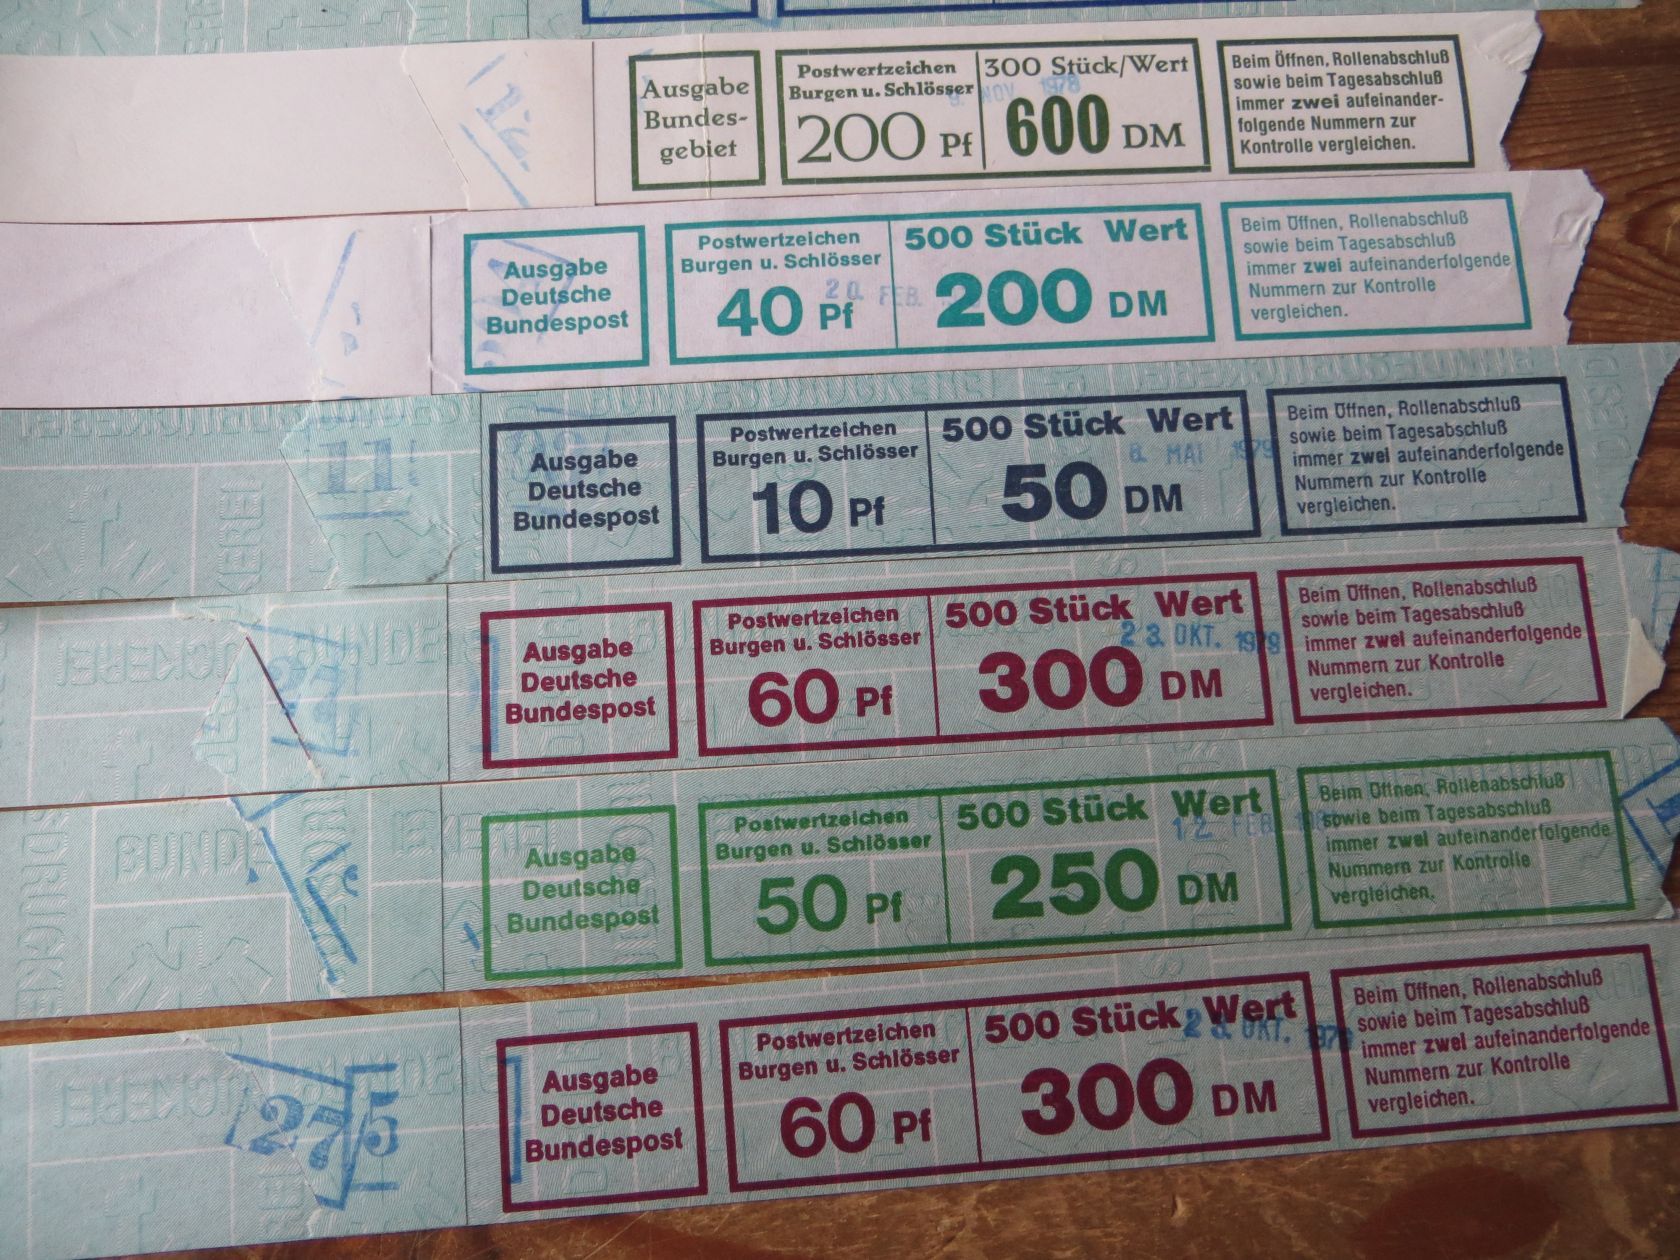 Ausgabe
Bundes-
gebiet
Postwertzeichen
Burgen u. Schlösser
200 Pf
300 Stück/Wert
600 DM
9. NOV 1978
Beim Öffnen, Rollenabschluß
sowie beim Tagesabschluß
immer zwei aufeinander-
folgende Nummern zur
Kontrolle vergleichen.
Ausgabe
Deutsche
Bundespost
Postwertzeichen
Burgen u. Schlösser
40 Pf
500 Stück Wert
200 DM
20. FEB.
Beim Öffnen, Rollenabschluß
sowie beim Tagesabschluß
immer zwei aufeinanderfolgende
Nummern zur Kontrolle
vergleichen.
11
Ausgabe
Deutsche
Bundespost
Postwertzeichen
Burgen u. Schlösser
10 Pf
500 Stück Wert
50 DM
8. MAI 1979
Beim Öffnen, Rollenabschluß
sowie beim Tagesabschluß
immer zwei aufeinanderfolgende
Nummern zur Kontrolle
vergleichen.
Ausgabe
Deutsche
Bundespost
Postwertzeichen
Burgen u. Schlösser
60 Pf
500 Stück Wert
300 DM
23. OKT. 1979
Beim Öffnen, Rollenabschluß
sowie beim Tagesabschluß
immer zwei aufeinanderfolgende
Nummern zur Kontrolle
vergleichen.
Ausgabe
Deutsche
Bundespost
Postwertzeichen
Burgen u. Schlösser
50 Pf
500 Stück Wert
250 DM
12. FEB.
Beim Öffnen, Rollenabschluß
sowie beim Tagesabschluß
immer zwei aufeinanderfolgende
Nummern zur Kontrolle
vergleichen.
275
Ausgabe
Deutsche
Bundespost
Postwertzeichen
Burgen u. Schlösser
60 Pf
500 Stück Wert
300 DM
23. OKT. 1979
Beim Öffnen, Rollenabschluß
sowie beim Tagesabschluß
immer zwei aufeinanderfolgende
Nummern zur Kontrolle
vergleichen.